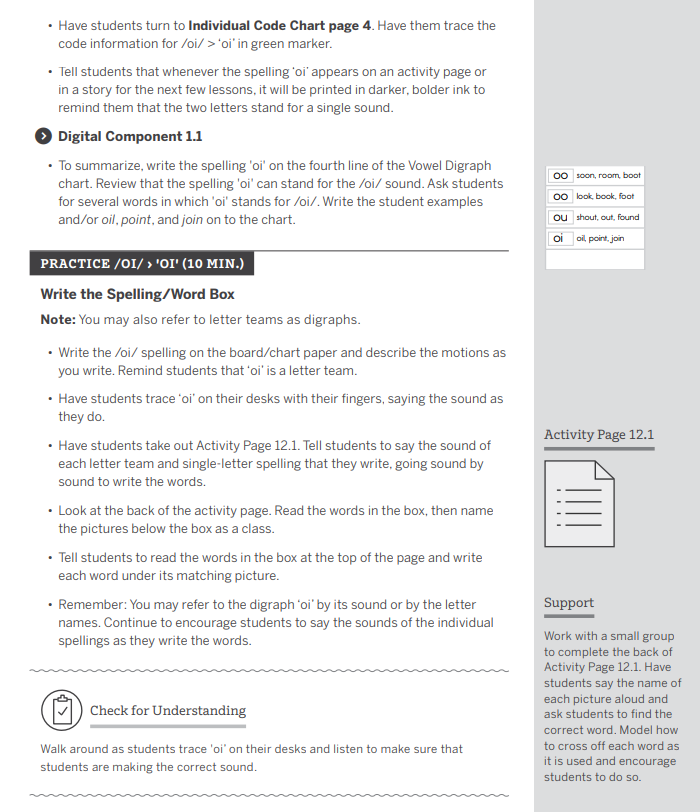 • Have students turn to Individual Code Chart page 4. Have them trace the
code information for /oi/ > ‘oi’ in green marker.
• Tell students that whenever the spelling ‘oi’ appears on an activity page or
in a story for the next few lessons, it will be printed in darker, bolder ink to
remind them that the two letters stand for a single sound.
Digital Component 1.1
• To summarize, write the spelling 'oi' on the fourth line of the Vowel Digraph
chart. Review that the spelling 'oi' can stand for the /oi/ sound. Ask students
for several words in which 'oi' stands for /oi/. Write the student examples
and/or oil, point, and join on to the chart.
oo soon, room, boot
oo look, book, foot
ou shout, out, found
oi oil, point, join
PRACTICE /OI/ > 'OI' (10 MIN.)
Write the Spelling/Word Box
Note: You may also refer to letter teams as digraphs.
• Write the /oi/ spelling on the board/chart paper and describe the motions as
you write. Remind students that ‘oi’ is a letter team.
• Have students trace ‘oi’ on their desks with their fingers, saying the sound as
they do.
• Have students take out Activity Page 12.1. Tell students to say the sound of
each letter team and single-letter spelling that they write, going sound by
sound to write the words.
• Look at the back of the activity page. Read the words in the box, then name
the pictures below the box as a class.
• Tell students to read the words in the box at the top of the page and write
each word under its matching picture.
• Remember: You may refer to the digraph ‘oi’ by its sound or by the letter
names. Continue to encourage students to say the sounds of the individual
spellings as they write the words.
Activity Page 12.1
Support
Work with a small group
to complete the back of
Activity Page 12.1. Have
students say the name of
each picture aloud and
ask students to find the
correct word. Model how
to cross off each word as
it is used and encourage
students to do so.
Check for Understanding
Walk around as students trace ‘oi’ on their desks and listen to make sure that
students are making the correct sound.